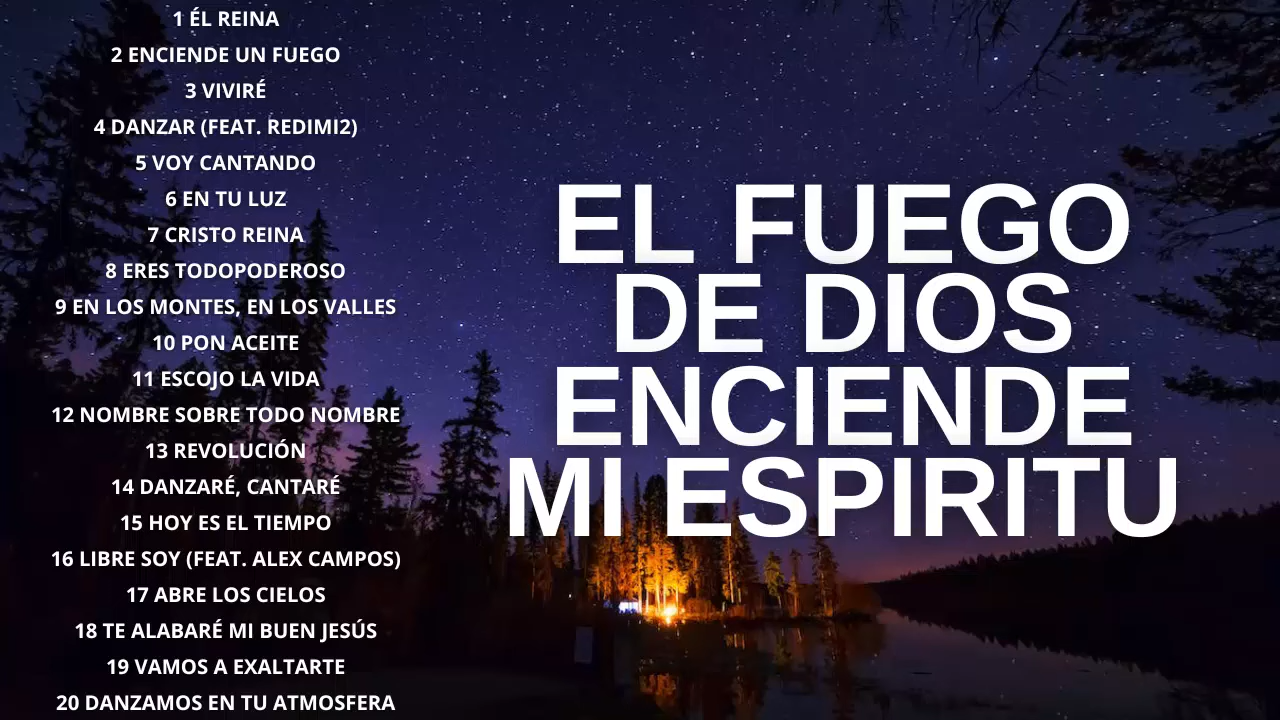 1 ÉL REINA
2 ENCIENDE UN FUEGO
3 VIVIRÉ
4 DANZAR (FEAT. REDIMI2)
5 VOY CANTANDO
6 EN TU LUZ
7 CRISTO REINA
8 ERES TODOPODEROSO
9 EN LOS MONTES, EN LOS VALLES
10 PON ACEITE
11 ESCOJO LA VIDA
12 NOMBRE SOBRE TODO NOMBRE
13 REVOLUCIÓN
14 DANZARÉ, CANTARÉ
15 HOY ES EL TIEMPO
16 LIBRE SOY (FEAT. ALEX CAMPOS)
17 ABRE LOS CIELOS
18 TE ALABARÉ MI BUEN JESÚS
19 VAMOS A EXALTARTE
20 DANZAMOS EN TU ATMOSFERA
EL FUEGO
DE DIOS
ENCIENDE
MI ESPIRITU